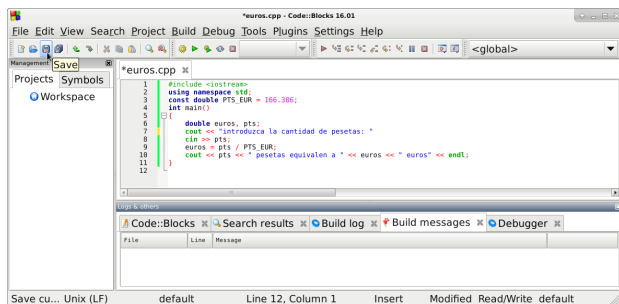 *euros.cpp - Code::Blocks 16.01
File Edit View Search Project Build Debug Tools Plugins Settings Help
<global>
Management
Save
Projects Symbols
Workspace
*euros.cpp
1 #include <iostream>
2 using namespace std;
3 const double PTS_EUR = 166.386;
4 int main()
5 {
6 double euros, pts;
7 cout << "introduzca la cantidad de pesetas: "
8 cin >> pts;
9 euros = pts / PTS_EUR;
10 cout << pts << " pesetas equivalen a " << euros << " euros" << endl;
11 }
12
Logs & others
Code::Blocks Search results Build log Build messages Debugger
File Line Message
Save cu... Unix (LF) default Line 12, Column 1 Insert Modified Read/Write default